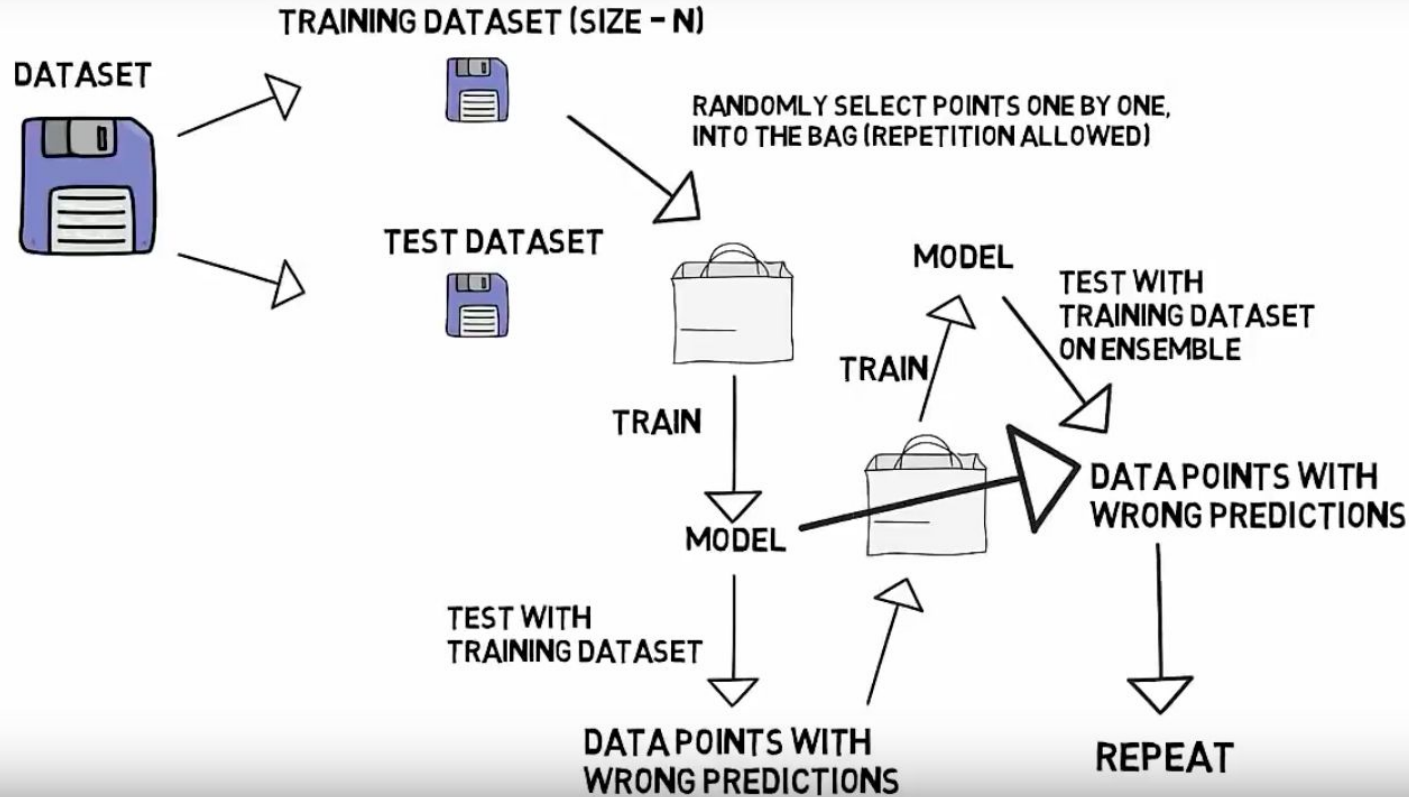 TRAINING DATASET (SIZE - N)
DATASET
RANDOMLY SELECT POINTS ONE BY ONE,
INTO THE BAG (REPETITION ALLOWED)
TEST DATASET
MODEL
TEST WITH
TRAINING DATASET
ON ENSEMBLE
TRAIN
TRAIN
DATA POINTS WITH
WRONG PREDICTIONS
MODEL
TEST WITH
TRAINING DATASET
DATA POINTS WITH
WRONG PREDICTIONS
REPEAT